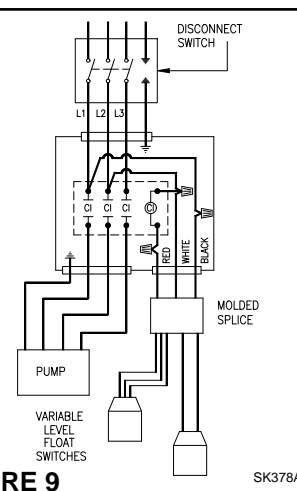 DISCONNECT
SWITCH
L1
L2
L3
CI
CI
CI
CI
RED
WHITE
BLACK
MOLDED
SPLICE
PUMP
VARIABLE
LEVEL
FLOAT
SWITCHES
RE 9
SK378A